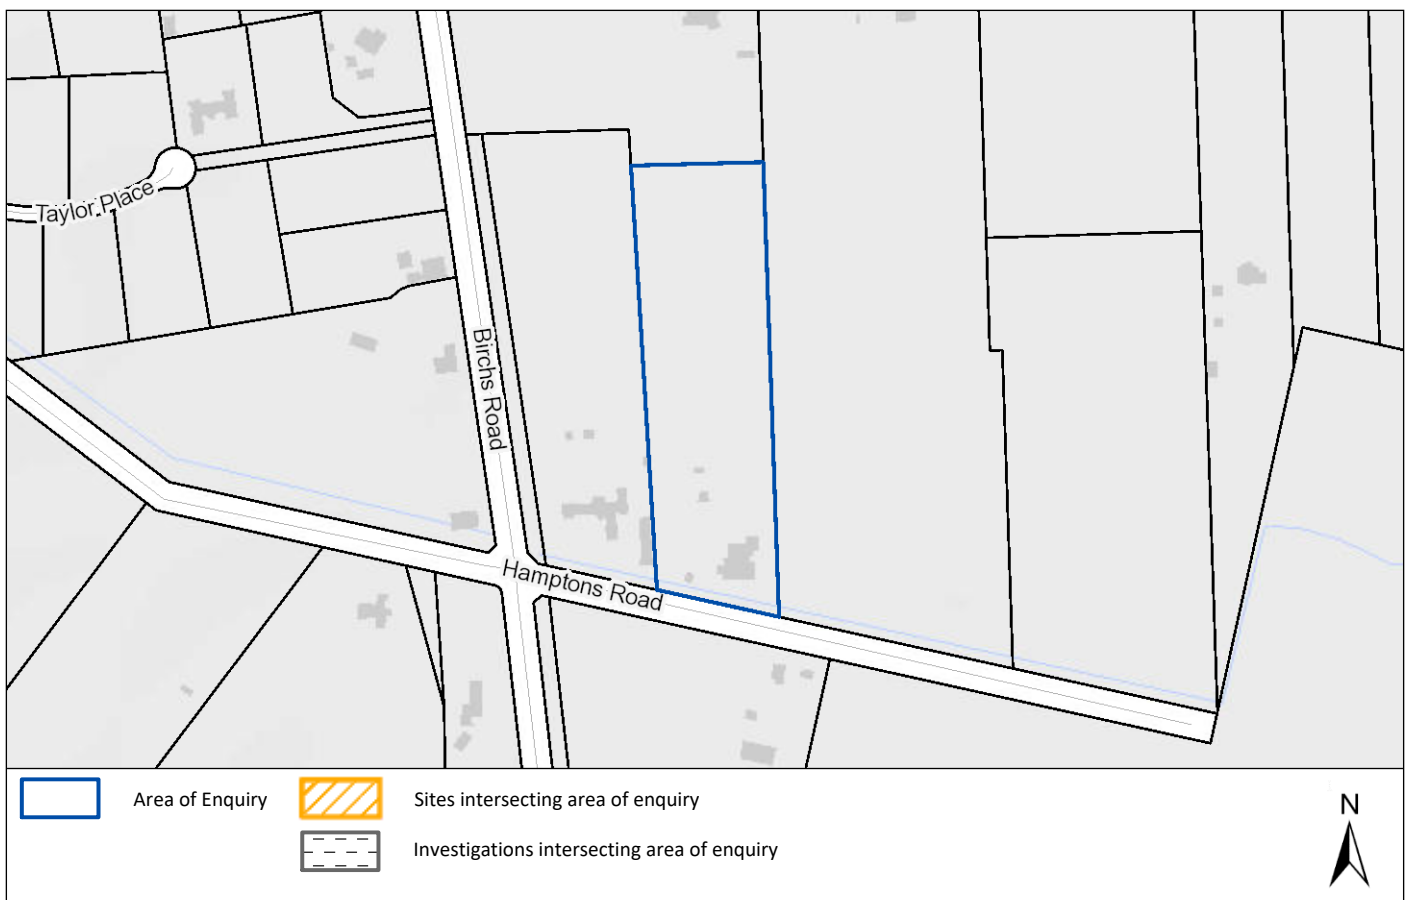 Taylor Place
Birchs Road
Hamptons Road
Area of Enquiry
Sites intersecting area of enquiry
N
Investigations intersecting area of enquiry